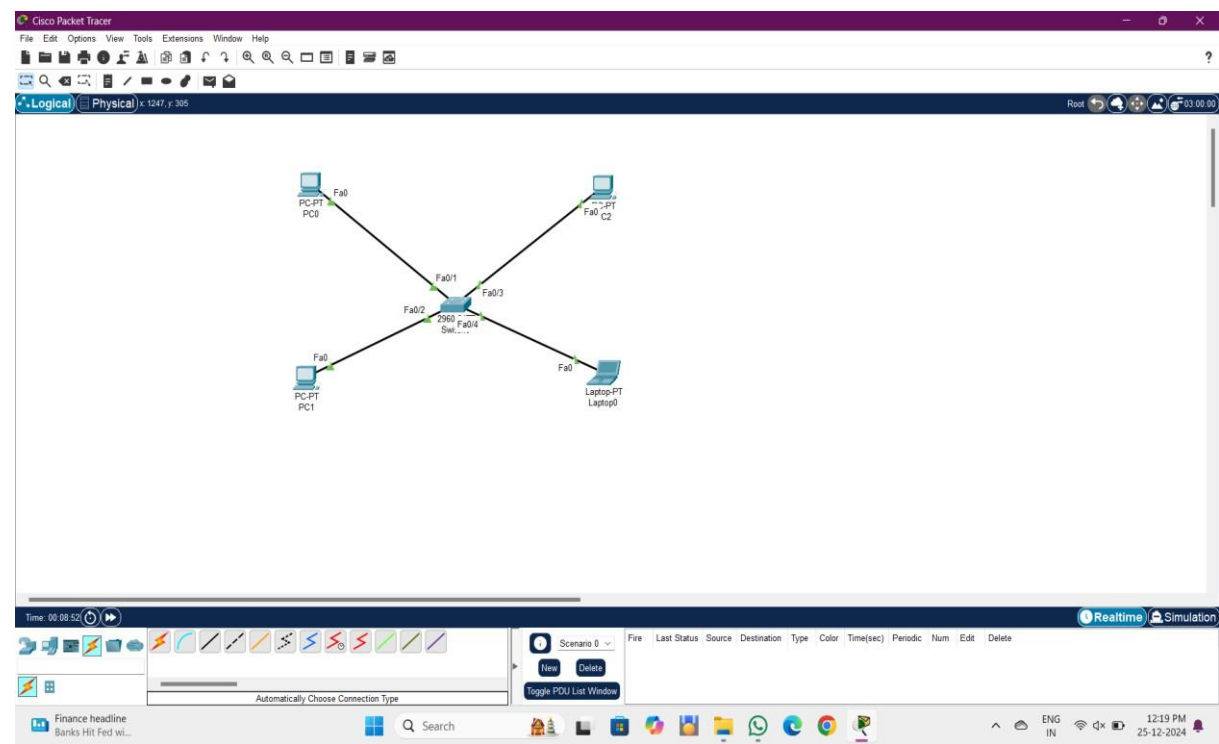 Cisco Packet Tracer
File Edit Options View Tools Extensions Window Help
?
Logical Physical x: 1247, y: 305 Root 03:00:00
Fa0
PC-PT
PC0
PT
Fa0 C2
Fa0/1
Fa0/3
Fa0/2
2960
Fa0/4
Fa0
PC-PT
PC1
Fa0
Laptop-PT
Laptop0
Time: 00:08:52 Realtime Simulation
Scenario 0 Fire Last Status Source Destination Type Color Time(sec) Periodic Num Edit Delete
New Delete
Toggle PDU List Window
Automatically Choose Connection Type
Finance headline
Banks Hit Fed wi...
Search
ENG
IN
12:19 PM
25-12-2024